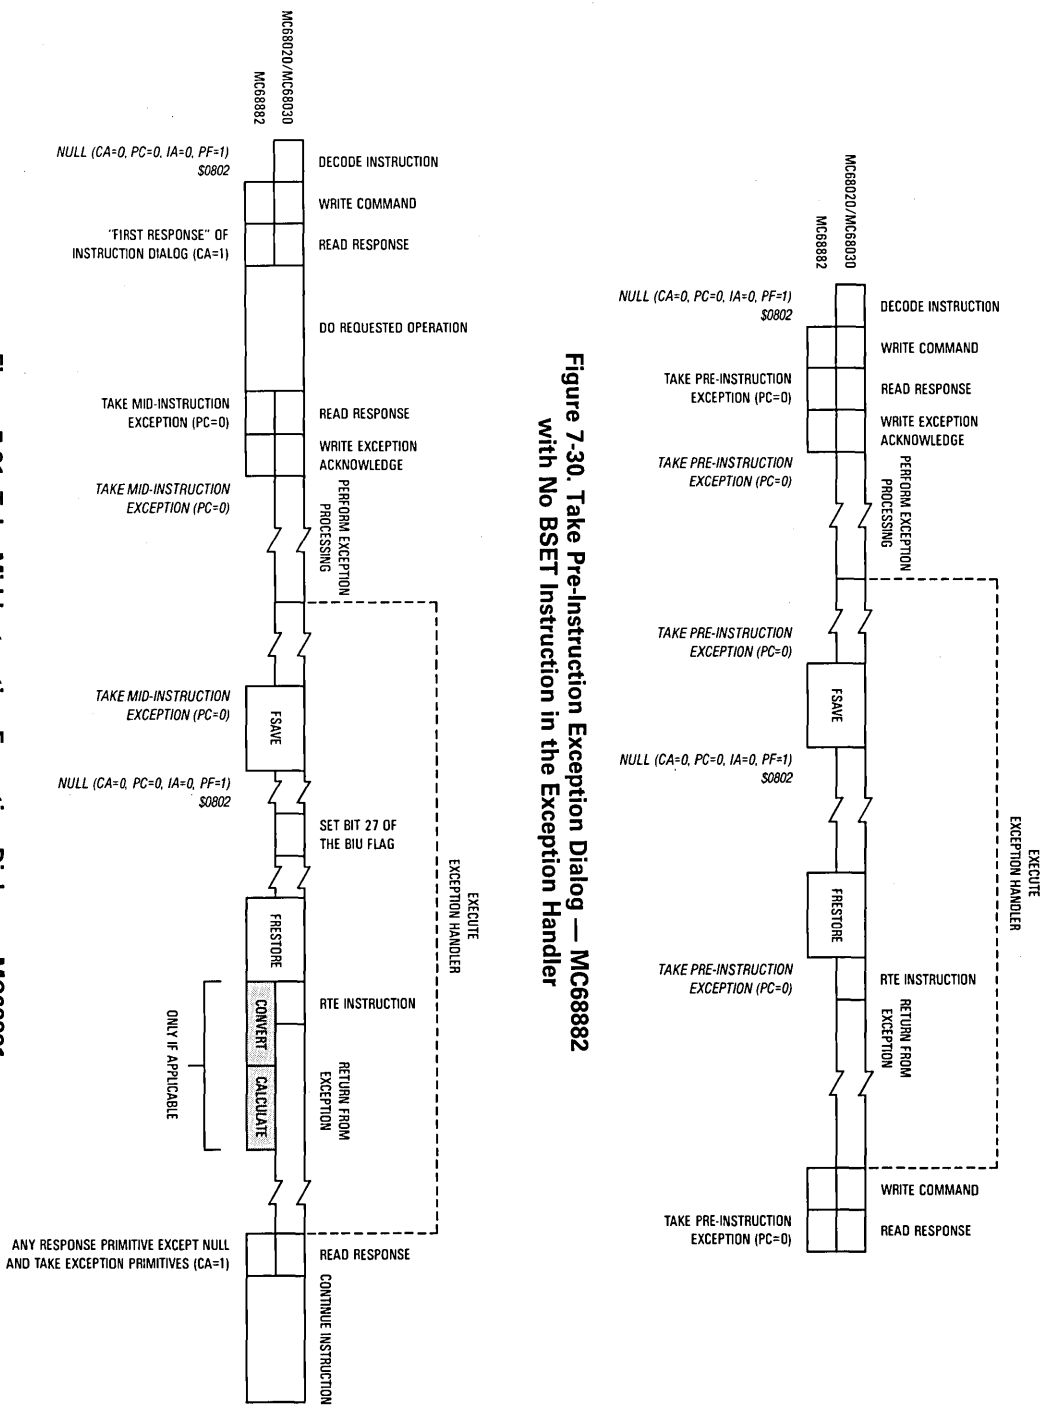 MC68020/MC68030
MC68882
DECODE INSTRUCTION
NULL (CA=0, PC=0, IA=0, PF=1)
$0802
WRITE COMMAND
READ RESPONSE
TAKE PRE-INSTRUCTION
EXCEPTION (PC=0)
WRITE EXCEPTION
ACKNOWLEDGE
TAKE PRE-INSTRUCTION
EXCEPTION (PC=0)
PERFORM EXCEPTION
PROCESSING
TAKE PRE-INSTRUCTION
EXCEPTION (PC=0)
FSAVE
NULL (CA=0, PC=0, IA=0, PF=1)
$0802
EXECUTE
EXCEPTION HANDLER
FRESTORE
TAKE PRE-INSTRUCTION
EXCEPTION (PC=0)
RTE INSTRUCTION
RETURN FROM
EXCEPTION
WRITE COMMAND
READ RESPONSE
TAKE PRE-INSTRUCTION
EXCEPTION (PC=0)
Figure 7-30. Take Pre-Instruction Exception Dialog — MC68882
with No BSET Instruction in the Exception Handler
MC68020/MC68030
MC68882
DECODE INSTRUCTION
NULL (CA=0, PC=0, IA=0, PF=1)
$0802
WRITE COMMAND
READ RESPONSE
"FIRST RESPONSE" OF
INSTRUCTION DIALOG (CA=1)
DO REQUESTED OPERATION
READ RESPONSE
TAKE MID-INSTRUCTION
EXCEPTION (PC=0)
WRITE EXCEPTION
ACKNOWLEDGE
TAKE MID-INSTRUCTION
EXCEPTION (PC=0)
PERFORM EXCEPTION
PROCESSING
TAKE MID-INSTRUCTION
EXCEPTION (PC=0)
FSAVE
NULL (CA=0, PC=0, IA=0, PF=1)
$0802
SET BIT 27 OF
THE BIU FLAG
EXECUTE
EXCEPTION HANDLER
FRESTORE
RTE INSTRUCTION
CONVERT
CALCULATE
ONLY IF APPLICABLE
RETURN FROM
EXCEPTION
READ RESPONSE
ANY RESPONSE PRIMITIVE EXCEPT NULL
AND TAKE EXCEPTION PRIMITIVES (CA=1)
CONTINUE INSTRUCTION